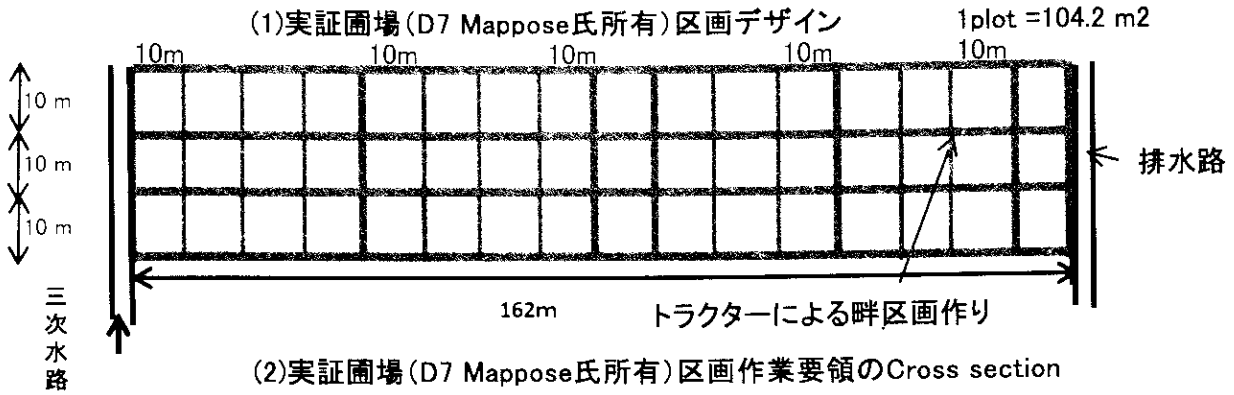 (1)実証圃場(D7 Mappose氏所有)区画デザイン
1plot =104.2 m2
10m 10m 10m 10m 10m
10 m
10 m
10 m
排水路
162m
トラクターによる畔区画作り
三次水路
(2)実証圃場(D7 Mappose氏所有)区画作業要領のCross section